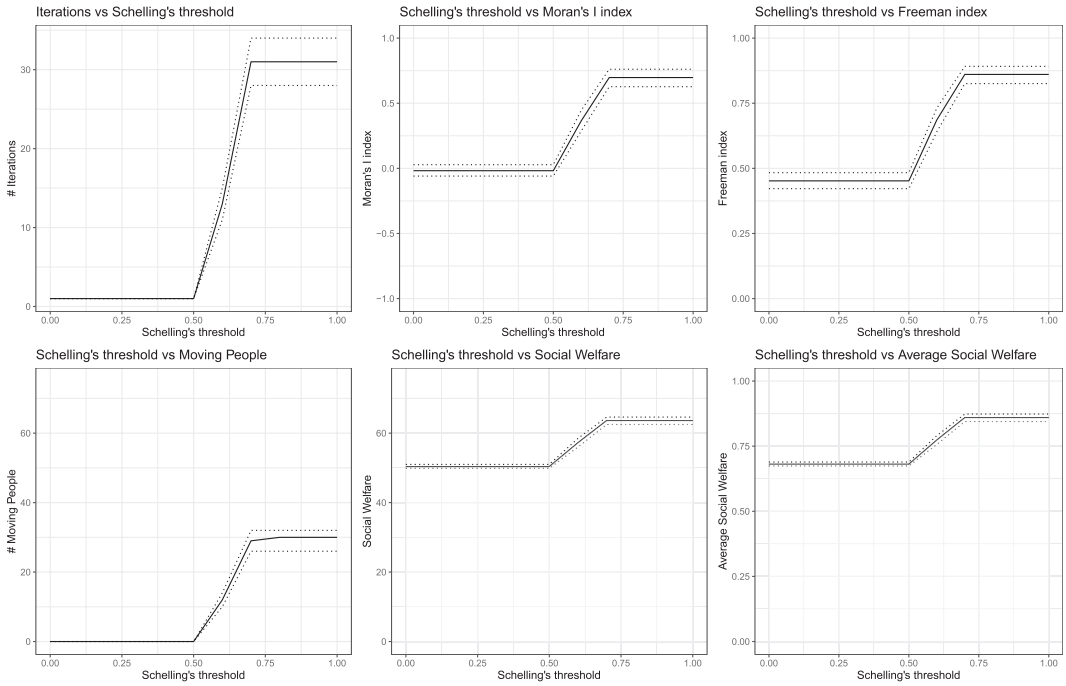 Iterations vs Schelling's threshold
# Iterations
30
20
10
0
0.00 0.25 0.50 0.75 1.00
Schelling's threshold
Schelling's threshold vs Moran's I index
Moran's I index
1.0
0.5
0.0
−0.5
−1.0
0.00 0.25 0.50 0.75 1.00
Schelling's threshold
Schelling's threshold vs Freeman index
Freeman index
1.00
0.75
0.50
0.25
0.00
0.00 0.25 0.50 0.75 1.00
Schelling's threshold
Schelling's threshold vs Moving People
# Moving People
60
40
20
0
0.00 0.25 0.50 0.75 1.00
Schelling's threshold
Schelling's threshold vs Social Welfare
Social Welfare
60
40
20
0
0.00 0.25 0.50 0.75 1.00
Schelling's threshold
Schelling's threshold vs Average Social Welfare
Average Social Welfare
1.00
0.75
0.50
0.25
0.00
0.00 0.25 0.50 0.75 1.00
Schelling's threshold